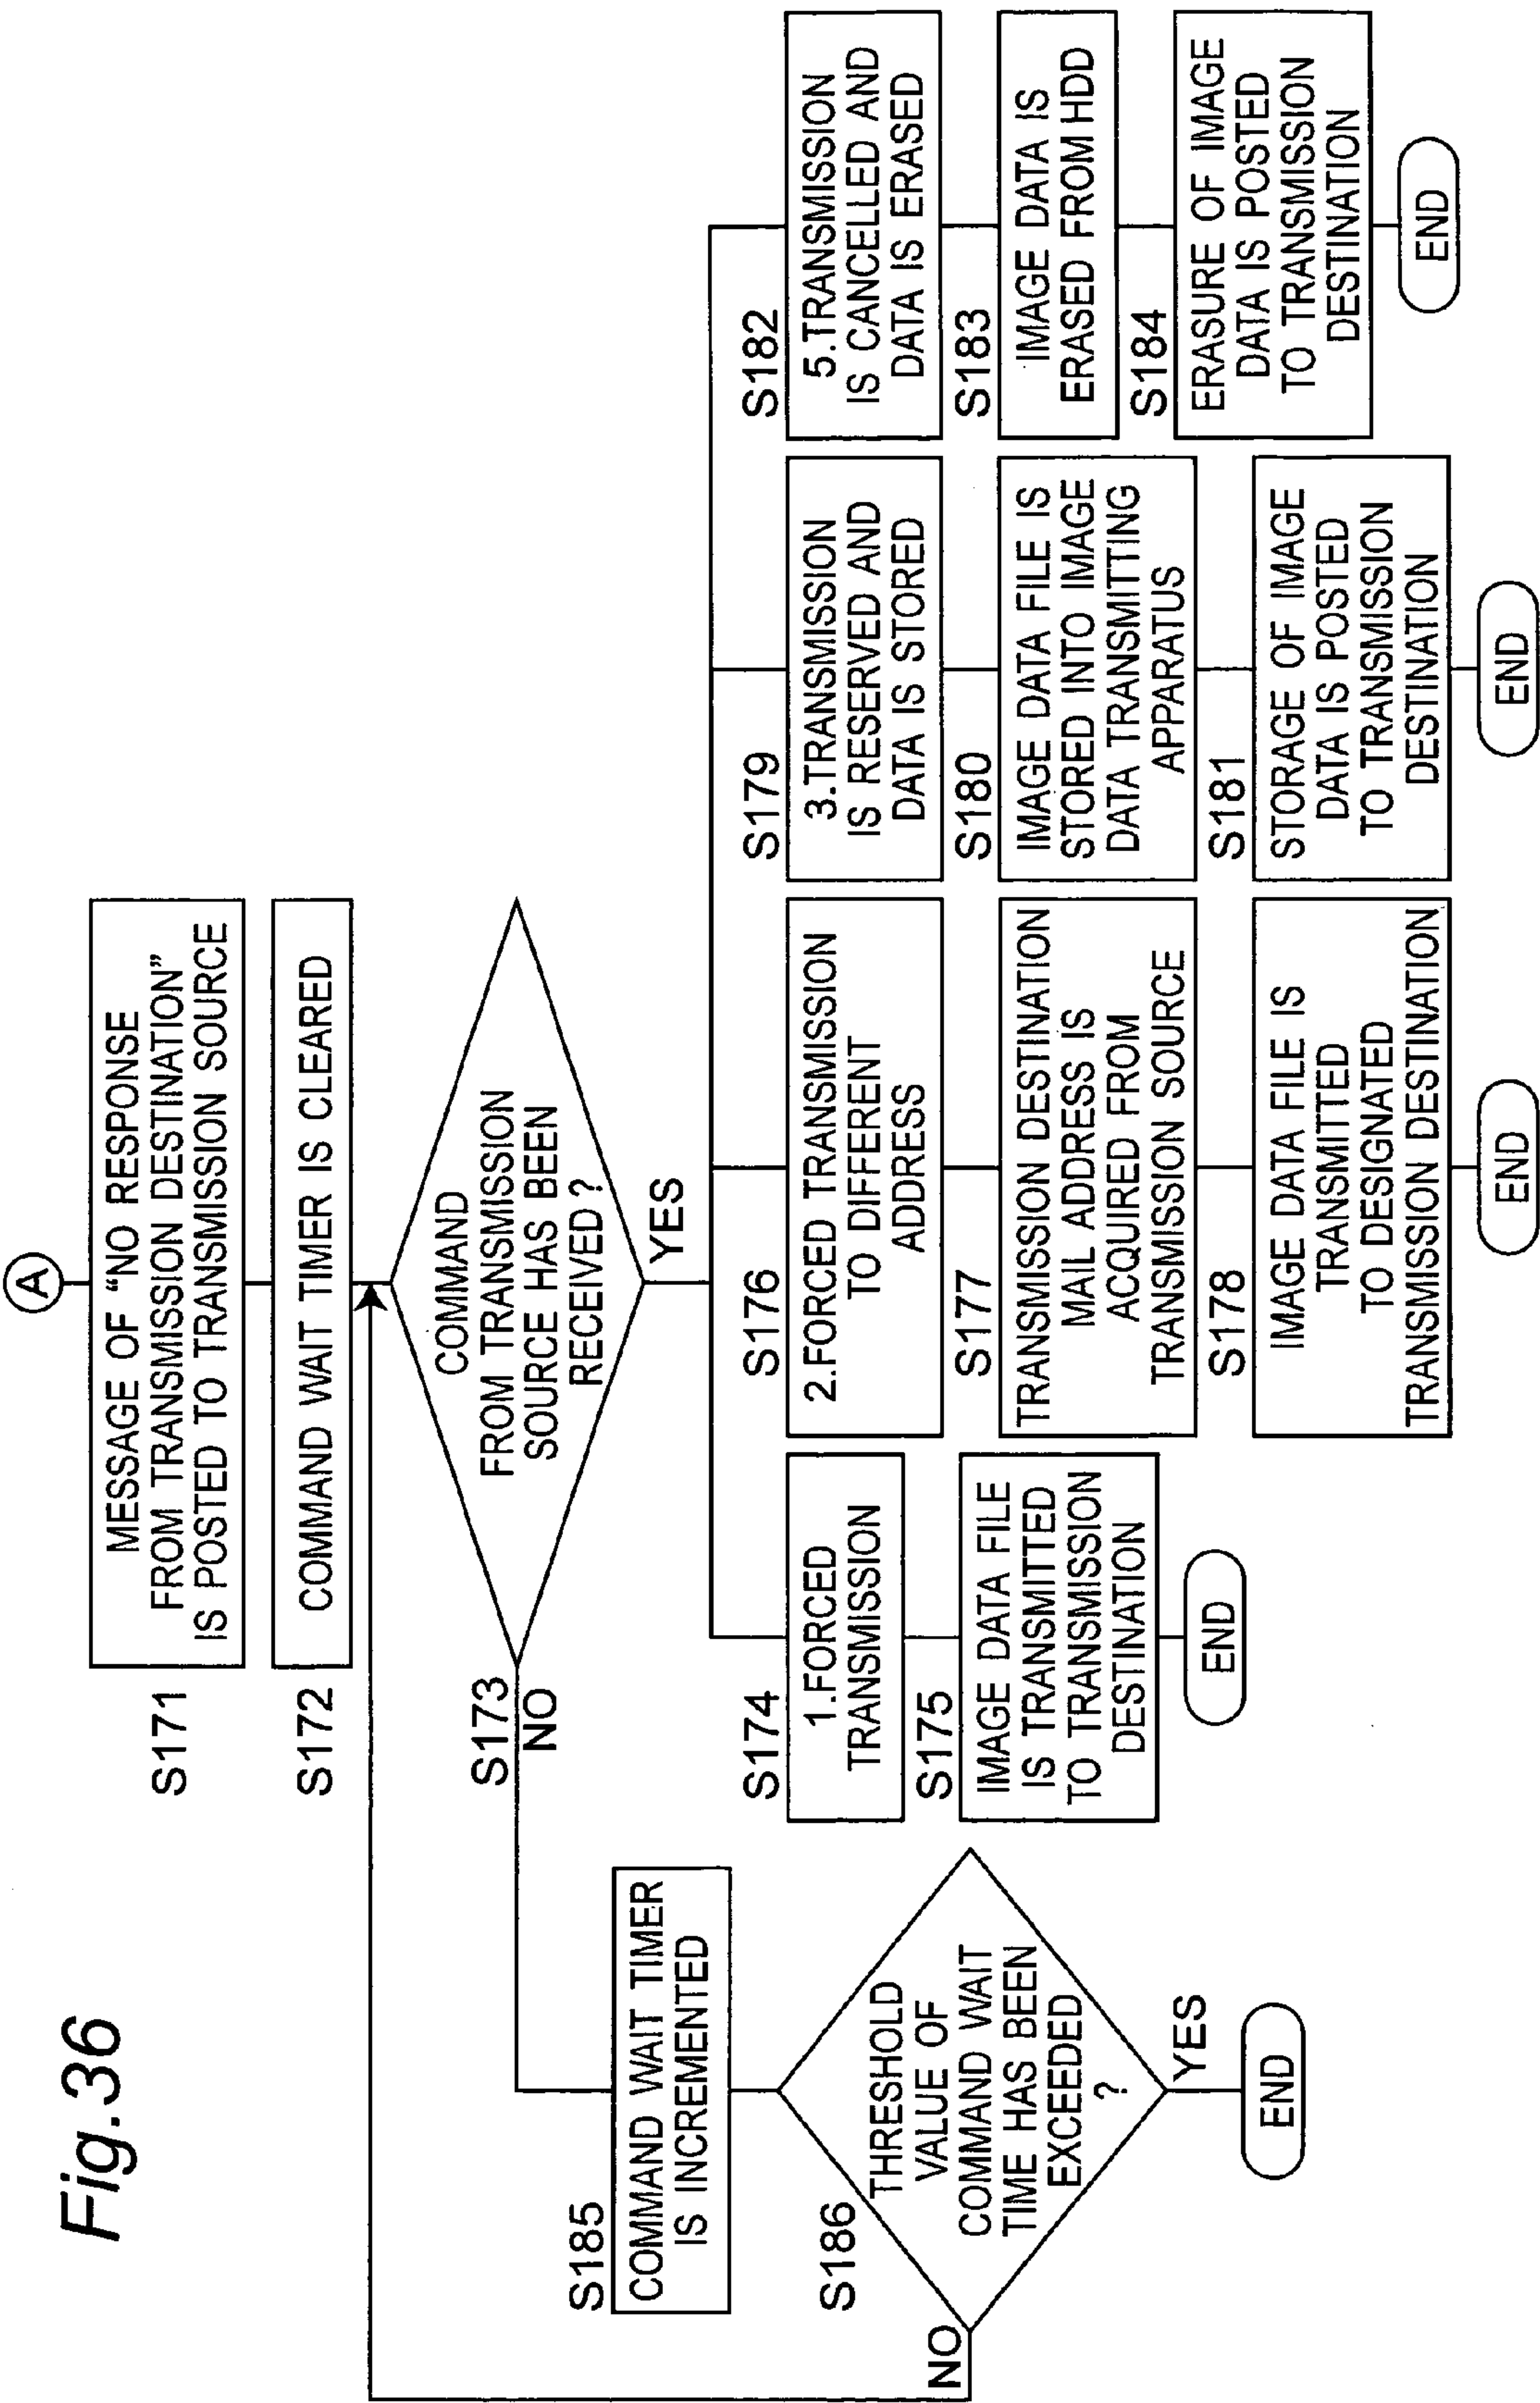 Fig.36
A
S171
MESSAGE OF “NO RESPONSE
FROM TRANSMISSION DESTINATION”
IS POSTED TO TRANSMISSION SOURCE
S172
COMMAND WAIT TIMER IS CLEARED
S173
COMMAND
FROM TRANSMISSION
SOURCE HAS BEEN
RECEIVED ?
NO
YES
S185
COMMAND WAIT TIMER
IS INCREMENTED
S186
THRESHOLD
VALUE OF
COMMAND WAIT
TIME HAS BEEN
EXCEEDED
?
NO
YES
END
S174
1.FORCED
TRANSMISSION
S175
IMAGE DATA FILE
IS TRANSMITTED
TO TRANSMISSION
DESTINATION
END
S176
2.FORCED TRANSMISSION
TO DIFFERENT
ADDRESS
S177
TRANSMISSION DESTINATION
MAIL ADDRESS IS
ACQUIRED FROM
TRANSMISSION SOURCE
S178
IMAGE DATA FILE IS
TRANSMITTED
TO DESIGNATED
TRANSMISSION DESTINATION
END
S179
3.TRANSMISSION
IS RESERVED AND
DATA IS STORED
S180
IMAGE DATA FILE IS
STORED INTO IMAGE
DATA TRANSMITTING
APPARATUS
S181
STORAGE OF IMAGE
DATA IS POSTED
TO TRANSMISSION
DESTINATION
END
S182
5.TRANSMISSION
IS CANCELLED AND
DATA IS ERASED
S183
IMAGE DATA IS
ERASED FROM HDD
S184
ERASURE OF IMAGE
DATA IS POSTED
TO TRANSMISSION
DESTINATION
END